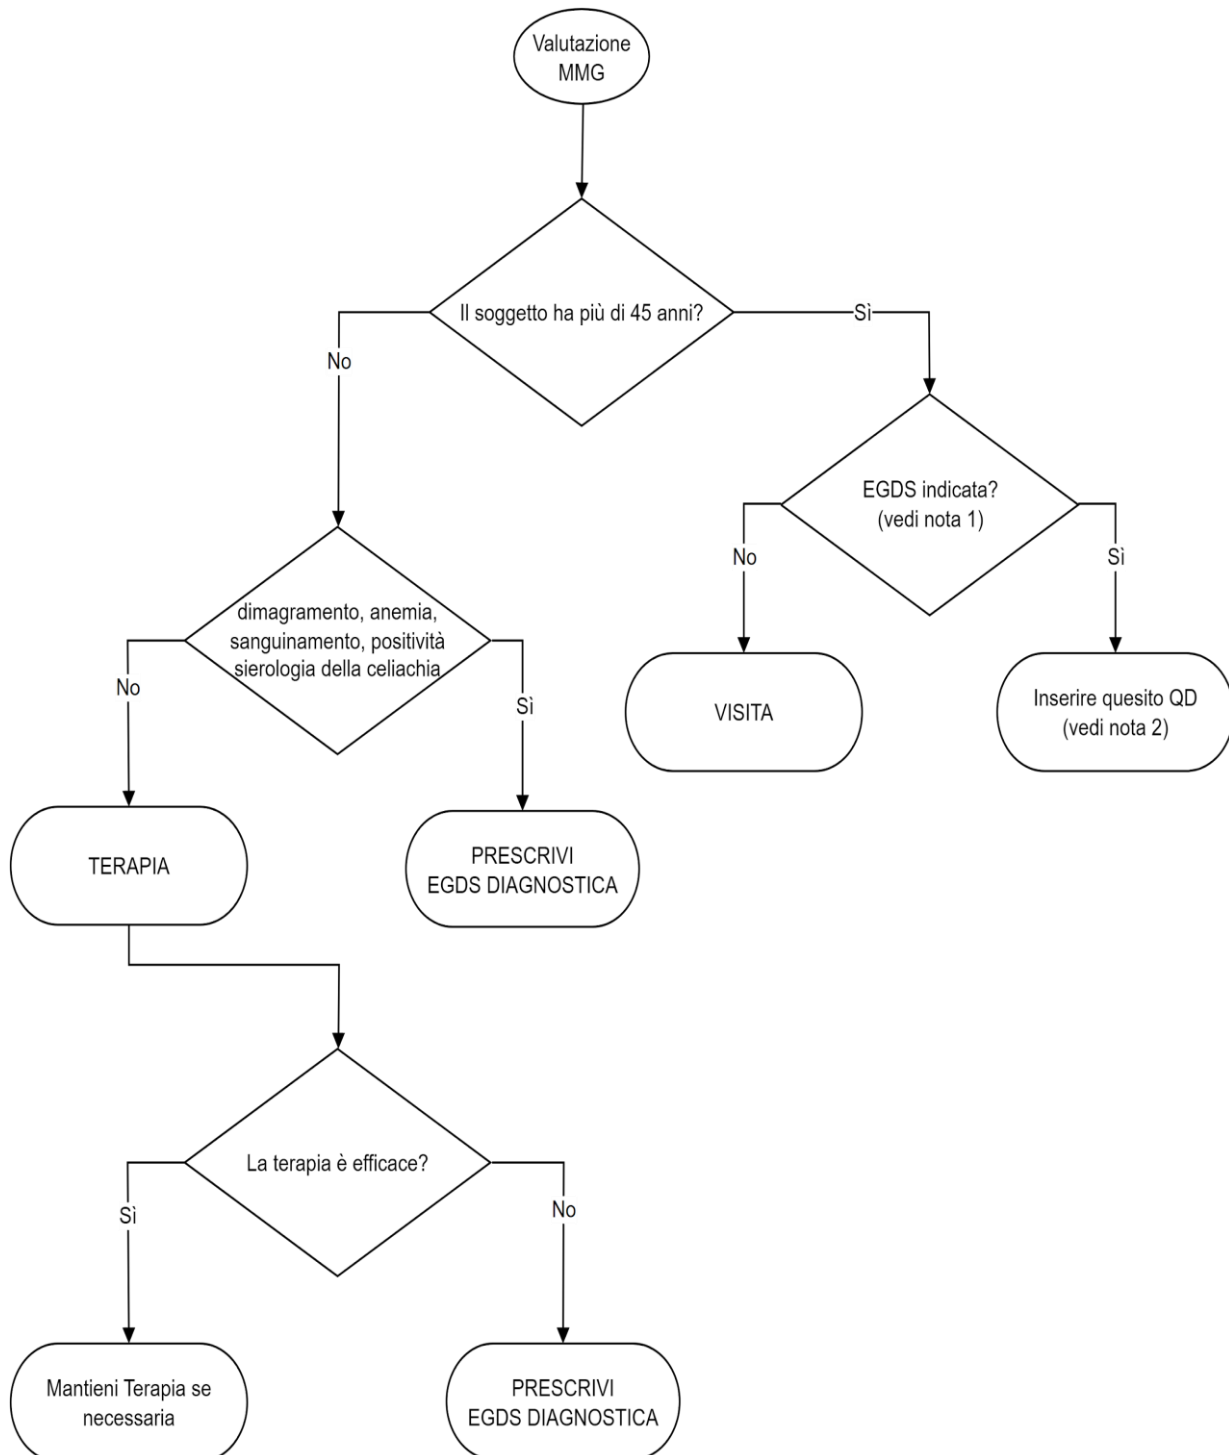 Valutazione
MMG
Il soggetto ha più di 45 anni?
Sì
No
EGDS indicata?
(vedi nota 1)
No
Sì
dimagramento, anemia,
sanguinamento, positività
sierologia della celiachia
No
Sì
VISITA
Inserire quesito QD
(vedi nota 2)
TERAPIA
PRESCRIVI
EGDS DIAGNOSTICA
La terapia è efficace?
Sì
No
Mantieni Terapia se
necessaria
PRESCRIVI
EGDS DIAGNOSTICA